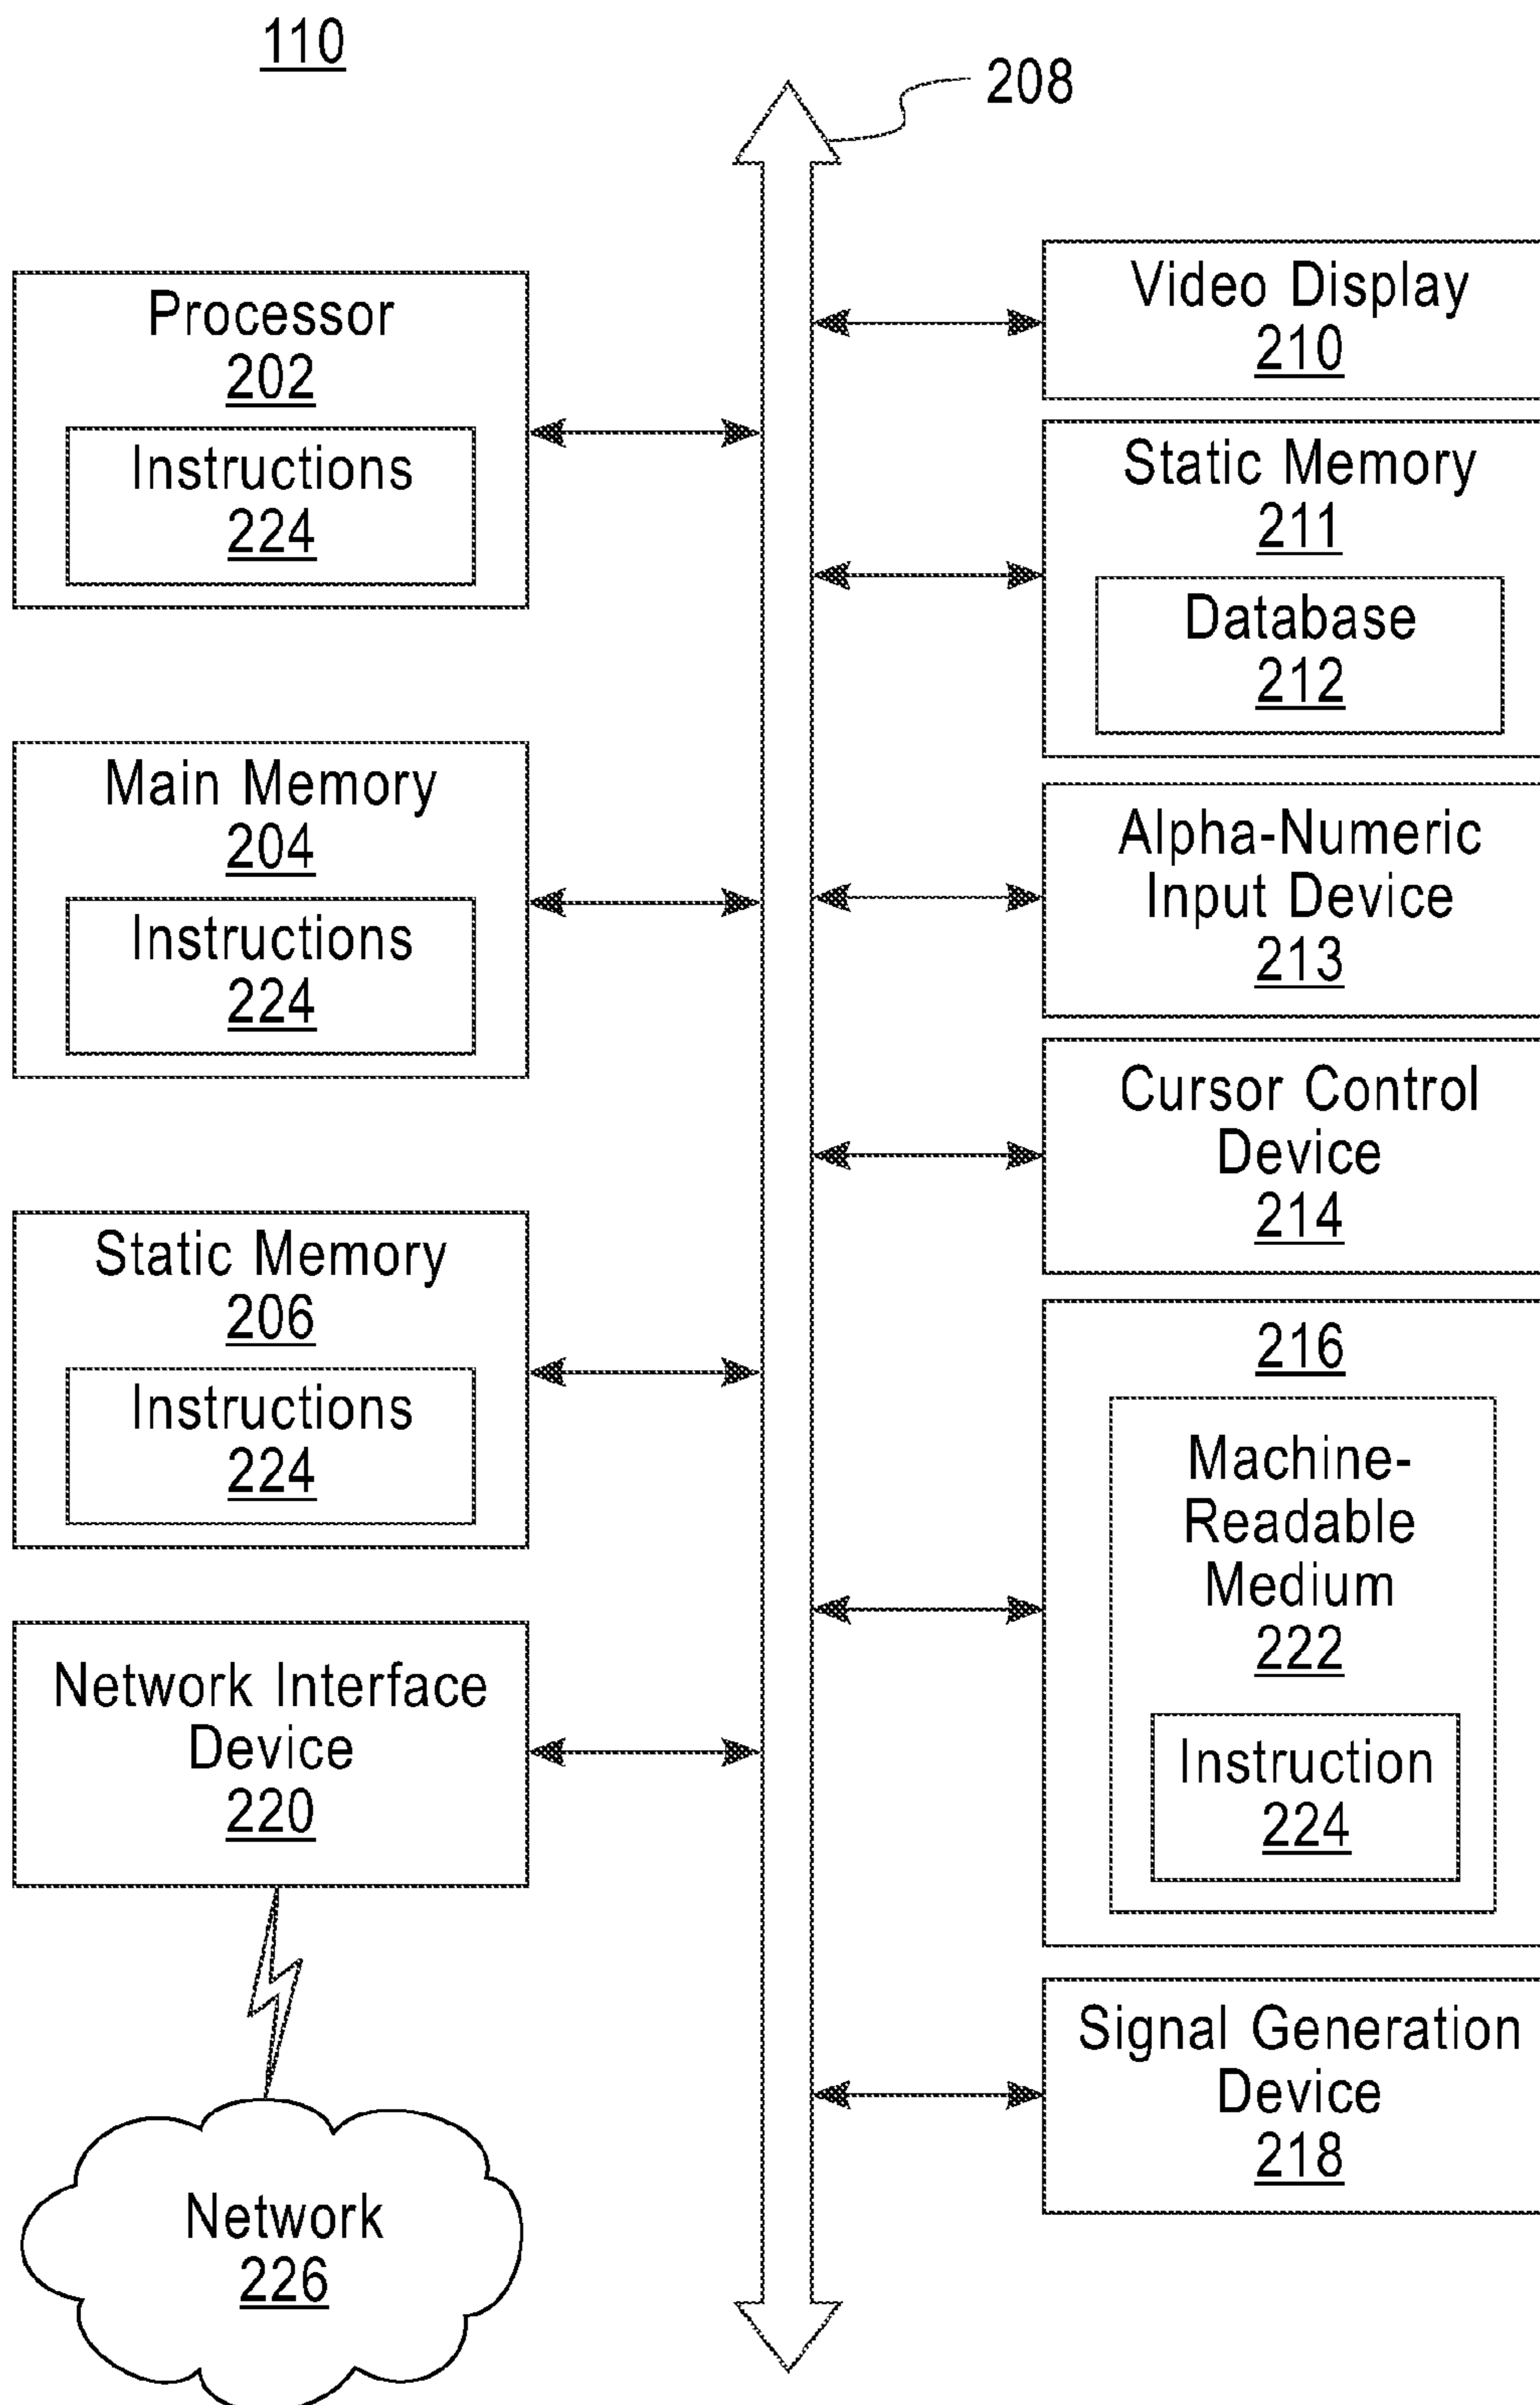 110
208
Processor
202
Instructions
224
Main Memory
204
Instructions
224
Static Memory
206
Instructions
224
Network Interface
Device
220
Network
226
Video Display
210
Static Memory
211
Database
212
Alpha-Numeric
Input Device
213
Cursor Control
Device
214
216
Machine-
Readable
Medium
222
Instruction
224
Signal Generation
Device
218